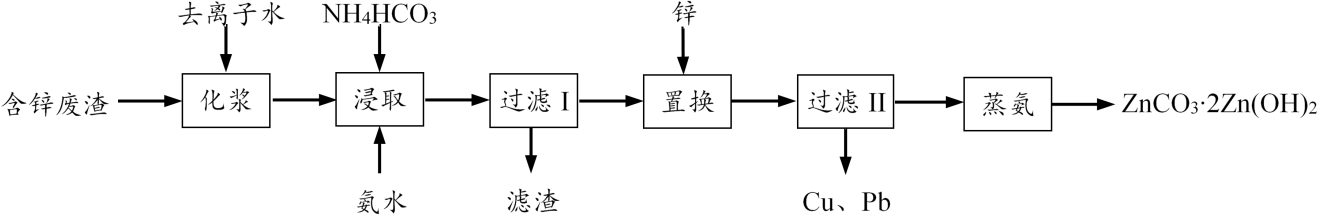 去离子水
NH4HCO3
锌
含锌废渣
化浆
浸取
过滤 I
置换
过滤 II
蒸氨
ZnCO3·2Zn(OH)2
氨水
滤渣
Cu、Pb